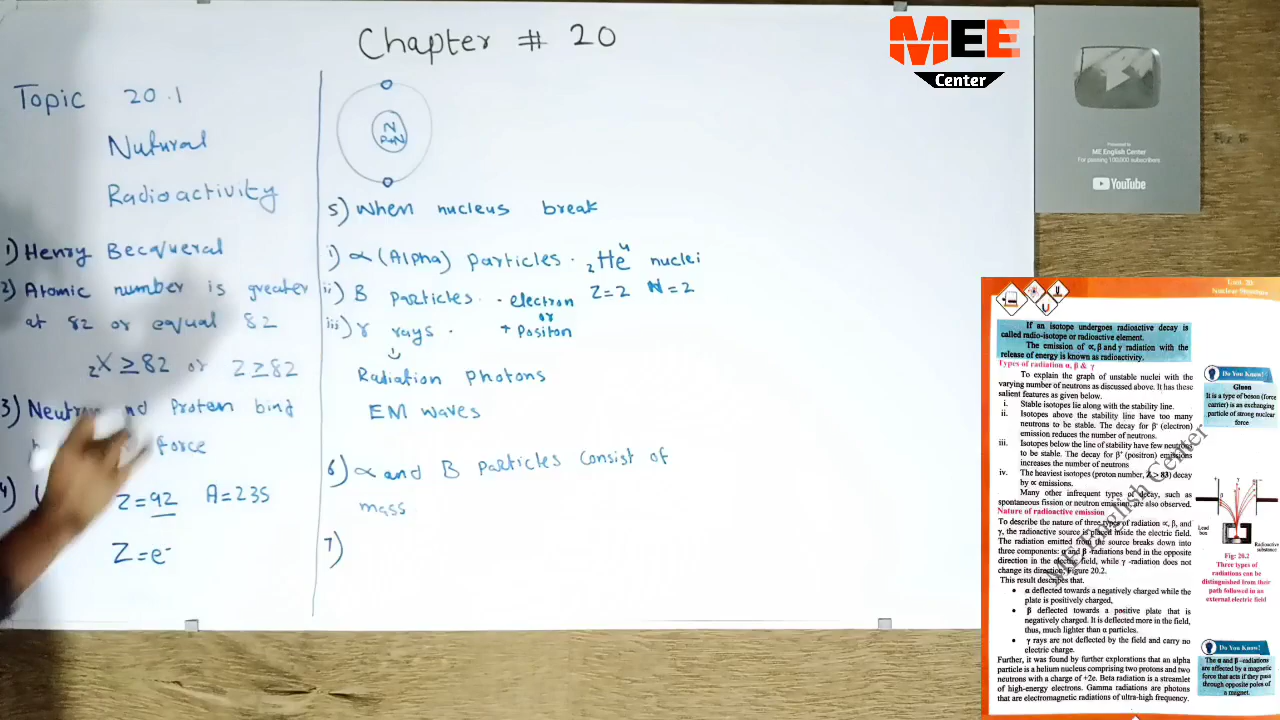 Chapter # 20
Topic 20.1
Nutural
Radioactivity
1) Henry Becqueral
2) Atomic number is greater
at 82 or equal 82
zX ≥ 82 or Z ≥ 82
3) Neutron nd Proten bind
force
4)
Z=92 A=235
Z=e⁻
N
P+N
5) When nucleus break
i) α (Alpha) particles . ₂He⁴ nuclei
ii) B particles . - electron Z=2 N=2
or
iii) γ rays . + Positon
Radiation photons
EM waves
6) α and B Particles consist of
mass
7)
MEE
Center
Presented to
ME English Center
For passing 100,000 subscribers
YouTube
Unit: 20
Nuclear Structure
If an isotope undergoes radioactive decay is
called radio-isotope or radioactive element.
The emission of α, β and γ radiation with the
release of energy is known as radioactivity.
Types of radiation α, β & γ
To explain the graph of unstable nuclei with the
varying number of neutrons as discussed above. It has these
salient features as given below.
i. Stable isotopes lie along with the stability line.
ii. Isotopes above the stability line have too many
neutrons to be stable. The decay for β⁻ (electron)
emission reduces the number of neutrons.
iii. Isotopes below the line of stability have few neutrons
to be stable. The decay for β⁺ (positron) emissions
increases the number of neutrons
iv. The heaviest isotopes (proton number, Z > 83) decay
by α emissions.
Many other infrequent types of decay, such as
spontaneous fission or neutron emission, are also observed.
Nature of radioactive emission
To describe the nature of three types of radiation α, β, and
γ, the radioactive source is placed inside the electric field.
The radiation emitted from the source breaks down into
three components: α and β -radiations bend in the opposite
direction in the electric field, while γ -radiation does not
change its direction, Figure 20.2.
This result describes that.
• α deflected towards a negatively charged while the
plate is positively charged,
• β deflected towards a positive plate that is
negatively charged. It is deflected more in the field,
thus, much lighter than α particles.
• γ rays are not deflected by the field and carry no
electric charge.
Further, it was found by further explorations that an alpha
particle is a helium nucleus comprising two protons and two
neutrons with a charge of +2e. Beta radiation is a streamlet
of high-energy electrons. Gamma radiations are photons
that are electromagnetic radiations of ultra-high frequency.
Do You Know!
Gluon
It is a type of boson (force
carrier) is an exchanging
particle of strong nuclear
force
Lead
box
Radioactive
substance
Fig: 20.2
Three types of
radiations can be
distinguished from their
path followed in an
external electric field
Do You Know!
The α and β –radiations
are affected by a magnetic
force that acts if they pass
through opposite poles of
a magnet.
ME English Center